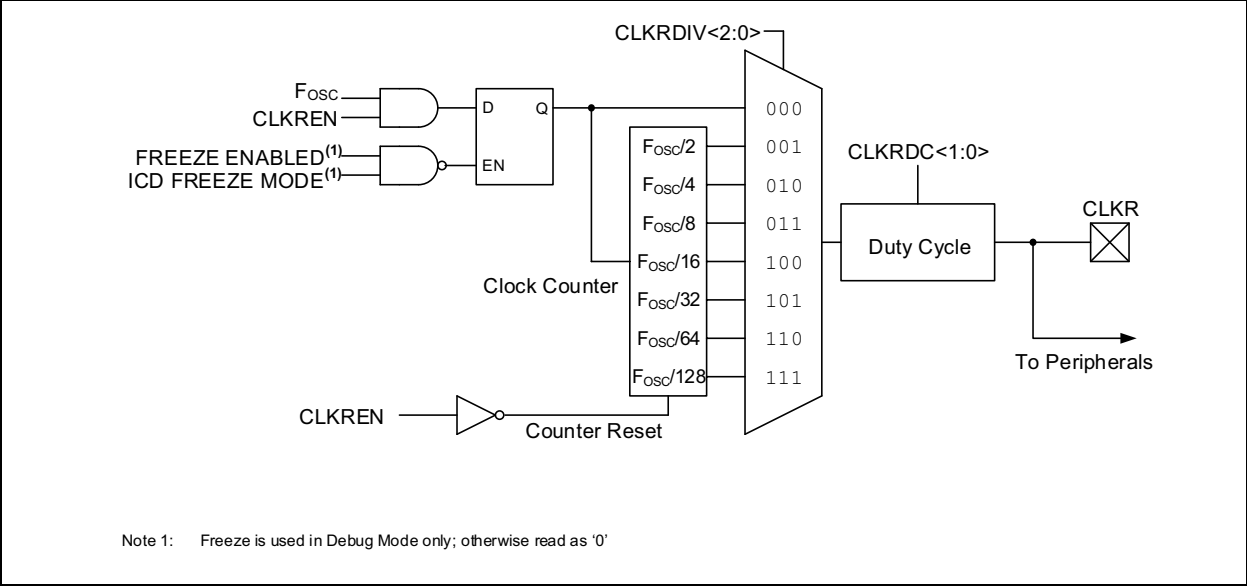 CLKRDIV<2:0>
FOSC
CLKREN
D Q
EN
FREEZE ENABLED(1)
ICD FREEZE MODE(1)
000
FOSC/2 001
FOSC/4 010
FOSC/8 011
FOSC/16 100
FOSC/32 101
FOSC/64 110
FOSC/128 111
Clock Counter
CLKRDC<1:0>
Duty Cycle
CLKR
To Peripherals
CLKREN
Counter Reset
Note 1: Freeze is used in Debug Mode only; otherwise read as ‘0’